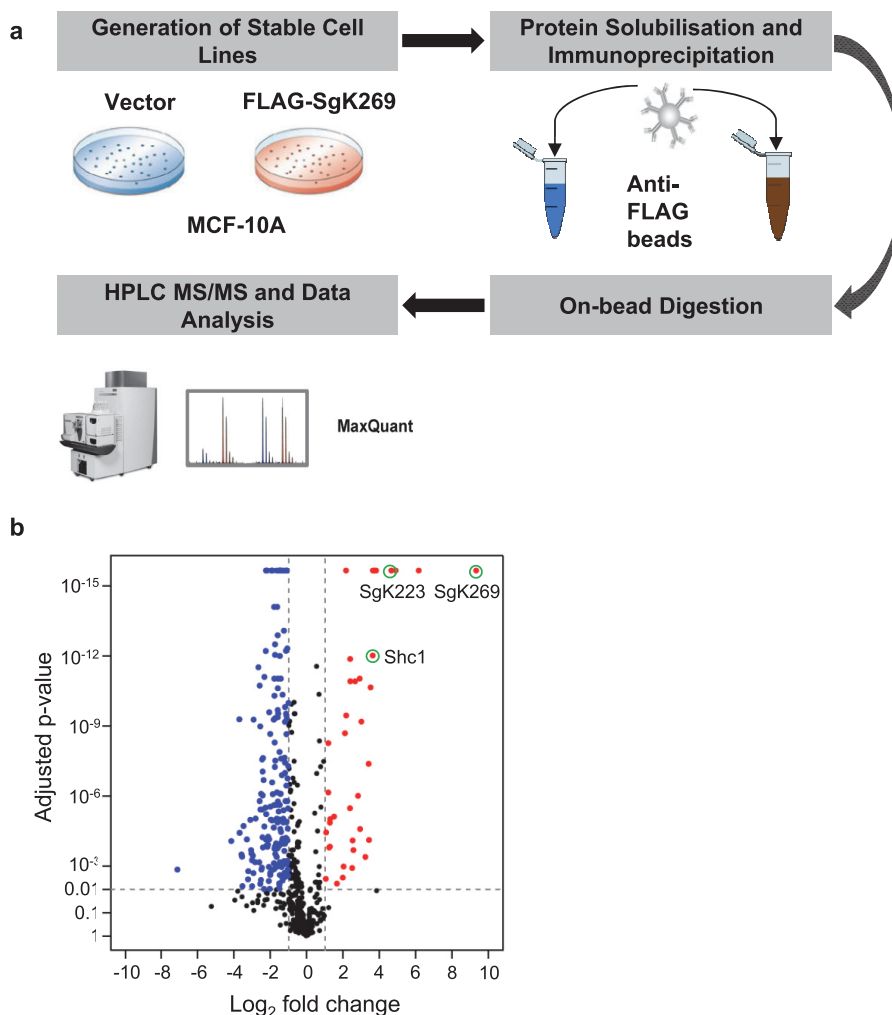 a
Generation of Stable Cell
Lines
Protein Solubilisation and
Immunoprecipitation
Vector
FLAG-SgK269
MCF-10A
Anti-
FLAG
beads
HPLC MS/MS and Data
Analysis
On-bead Digestion
MaxQuant
b
Adjusted p-value
10-15
10-12
10-9
10-6
10-3
0.01
0.1
1
SgK223
SgK269
Shc1
-10 -8 -6 -4 -2 0 2 4 6 8 10
Log2 fold change